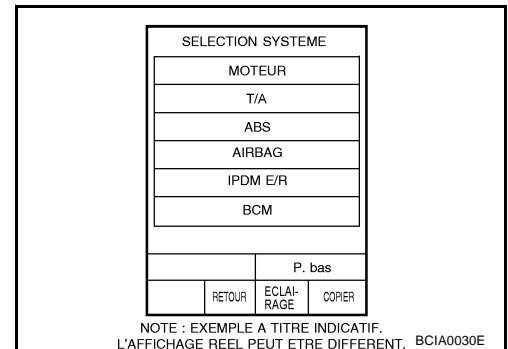 SELECTION SYSTEME
MOTEUR
T/A
ABS
AIRBAG
IPDM E/R
BCM
P. bas
RETOUR
ECLAI-
RAGE
COPIER
NOTE : EXEMPLE A TITRE INDICATIF.
L'AFFICHAGE REEL PEUT ETRE DIFFERENT. BCIA0030E